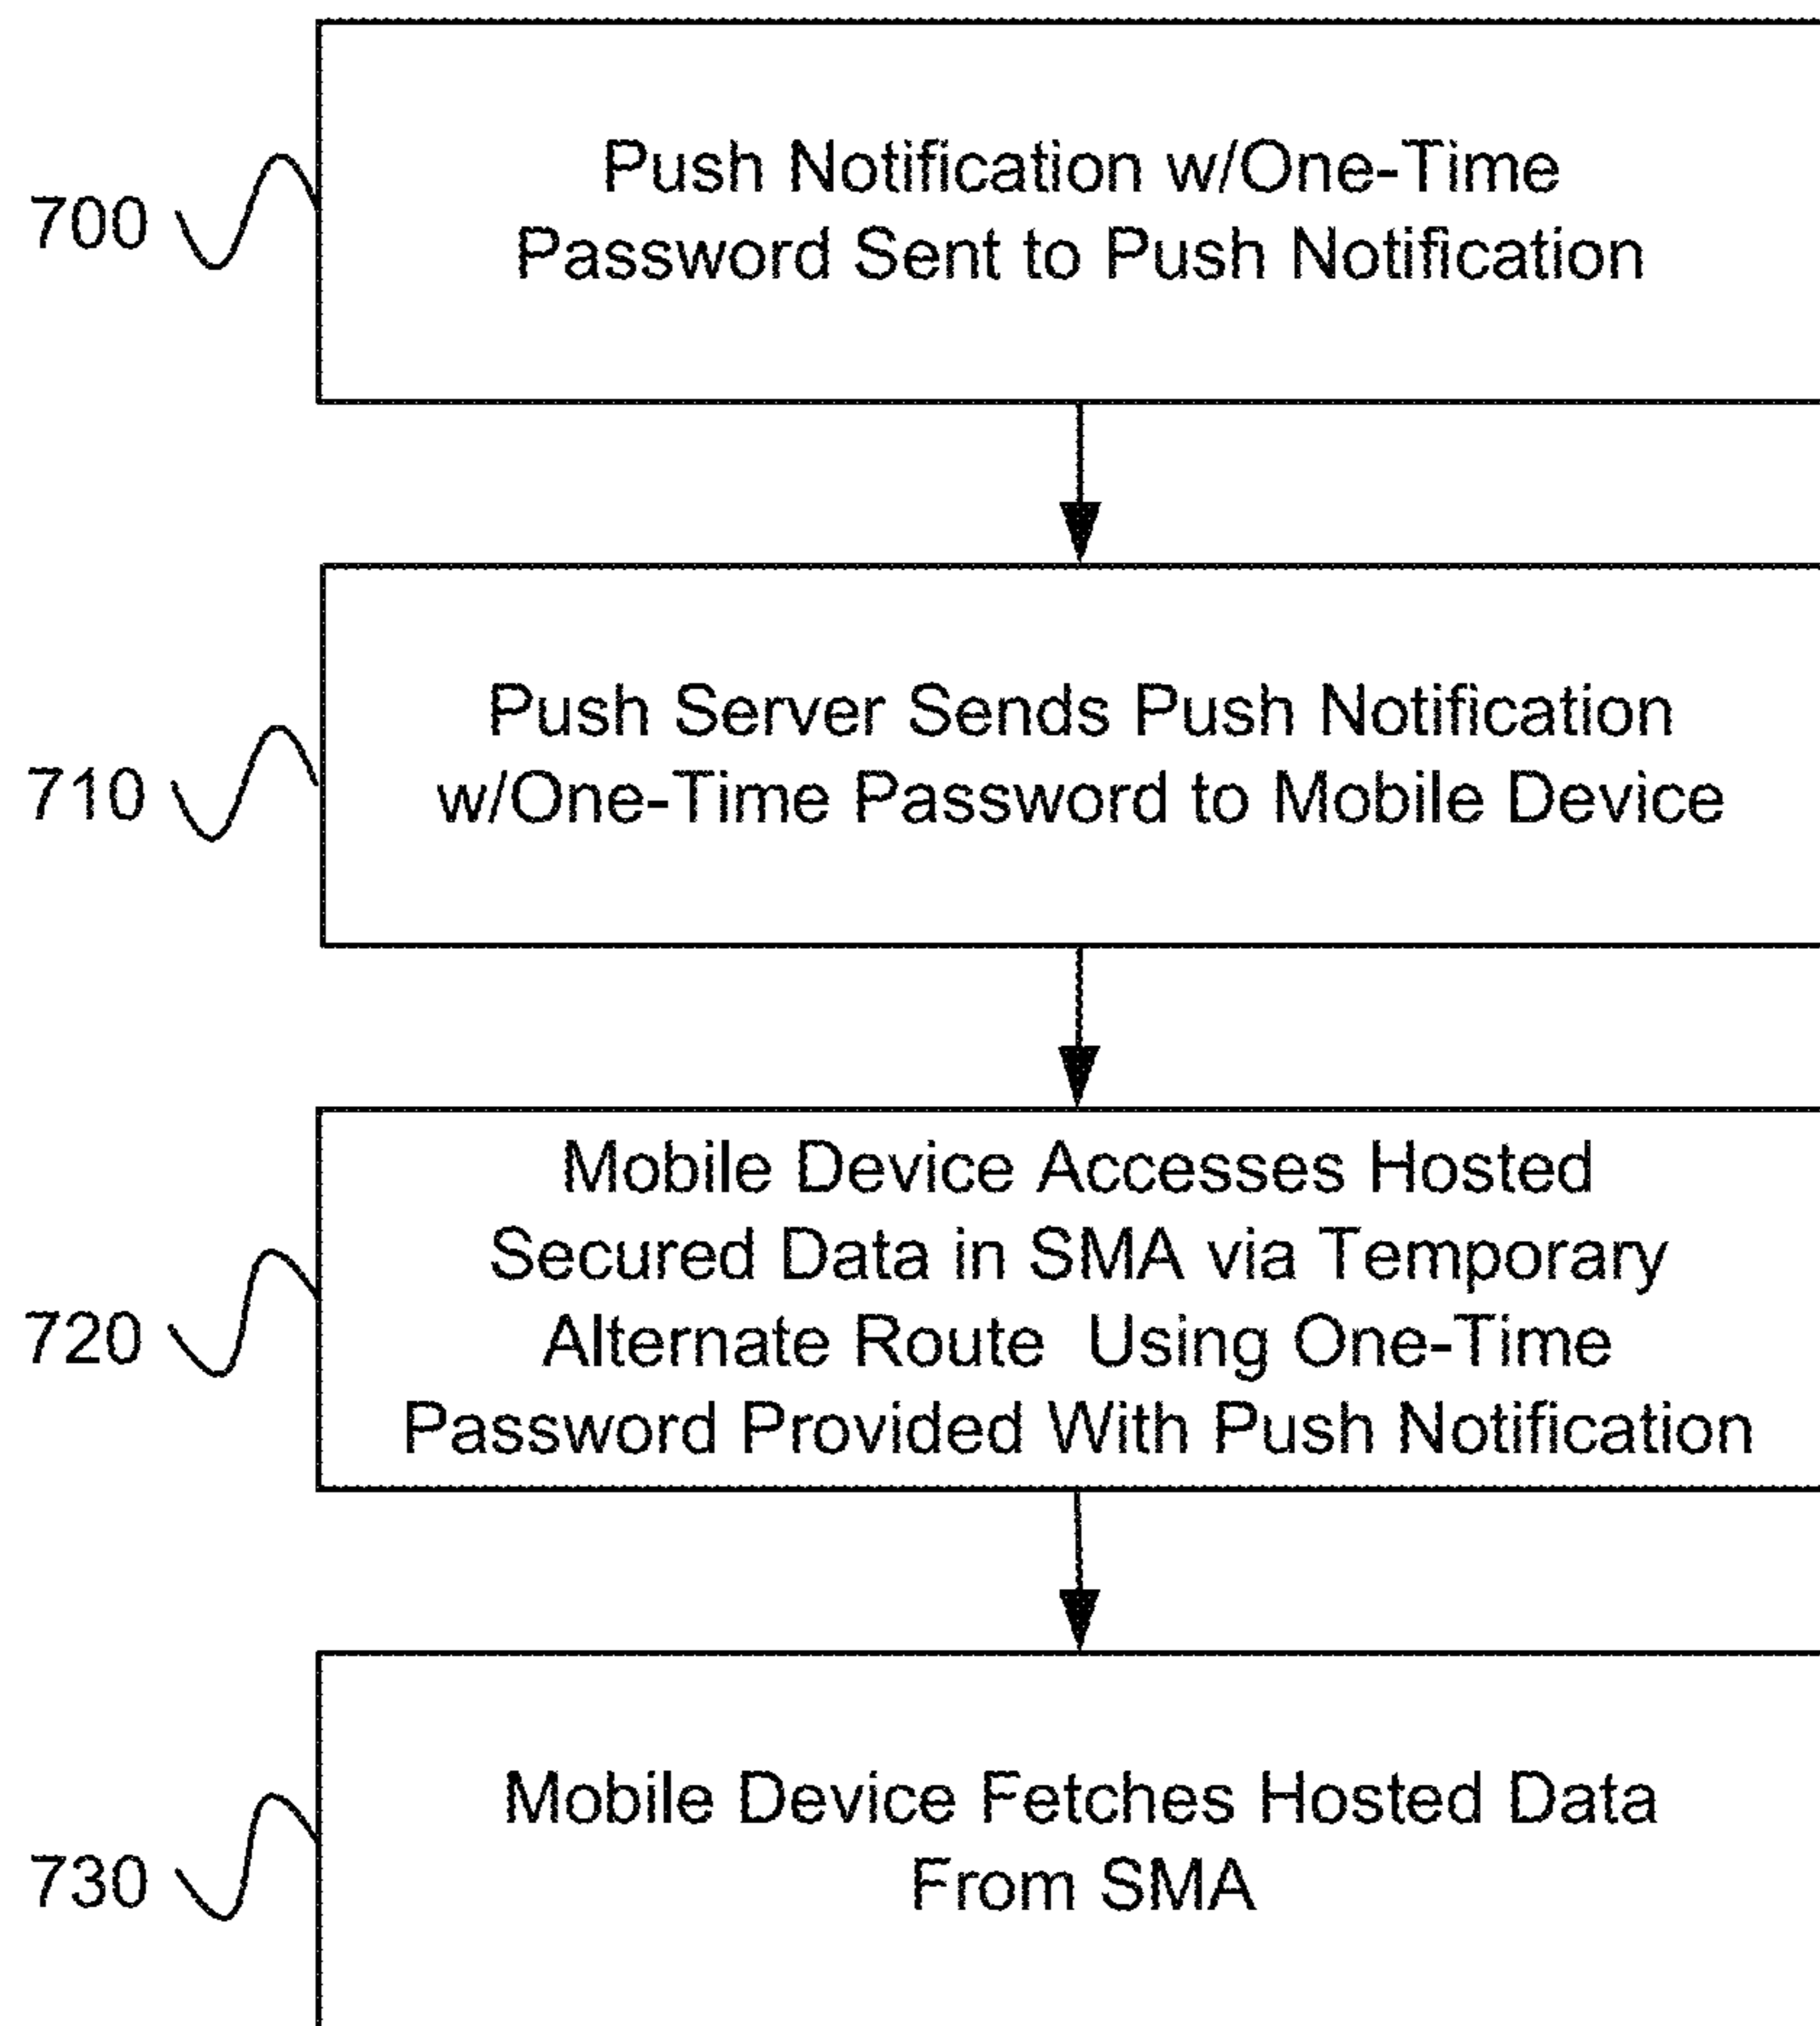 Push Notification w/One-Time
Password Sent to Push Notification
700
Push Server Sends Push Notification
w/One-Time Password to Mobile Device
710
Mobile Device Accesses Hosted
Secured Data in SMA via Temporary
Alternate Route Using One-Time
Password Provided With Push Notification
720
Mobile Device Fetches Hosted Data
From SMA
730